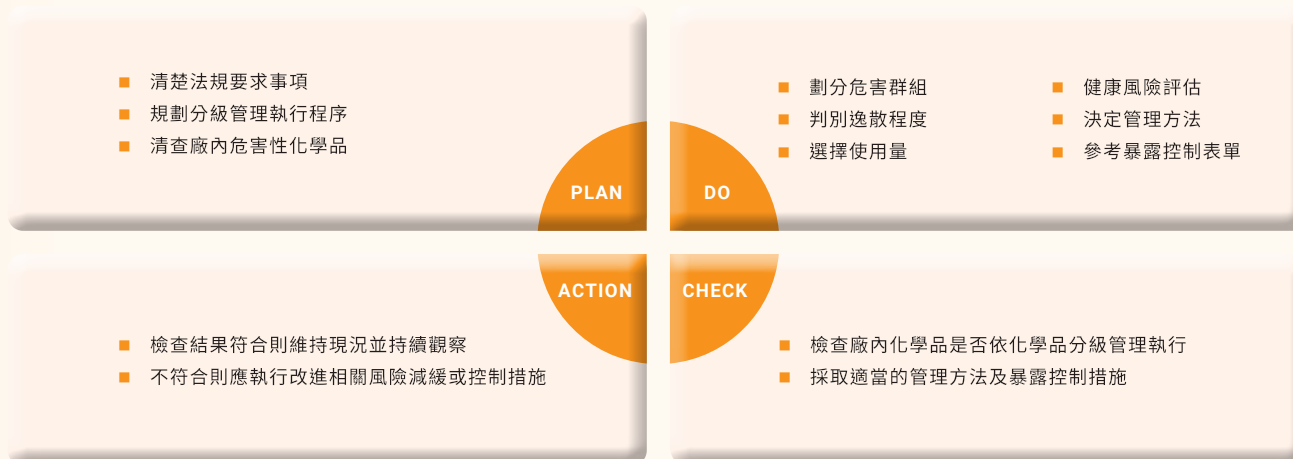 清楚法規要求事項
規劃分級管理執行程序
清查廠內危害性化學品
PLAN
劃分危害群組
判別逸散程度
選擇使用量
健康風險評估
決定管理方法
參考暴露控制表單
DO
ACTION
檢查結果符合則維持現況並持續觀察
不符合則應執行改進相關風險減緩或控制措施
CHECK
檢查廠內化學品是否依化學品分級管理執行
採取適當的管理方法及暴露控制措施